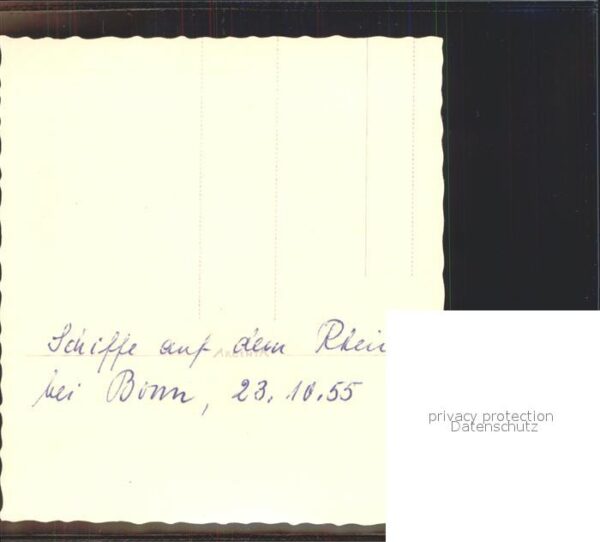 Schiffe auf dem Rhei
bei Bonn, 23.10.55
privacy protection
Datenschutz